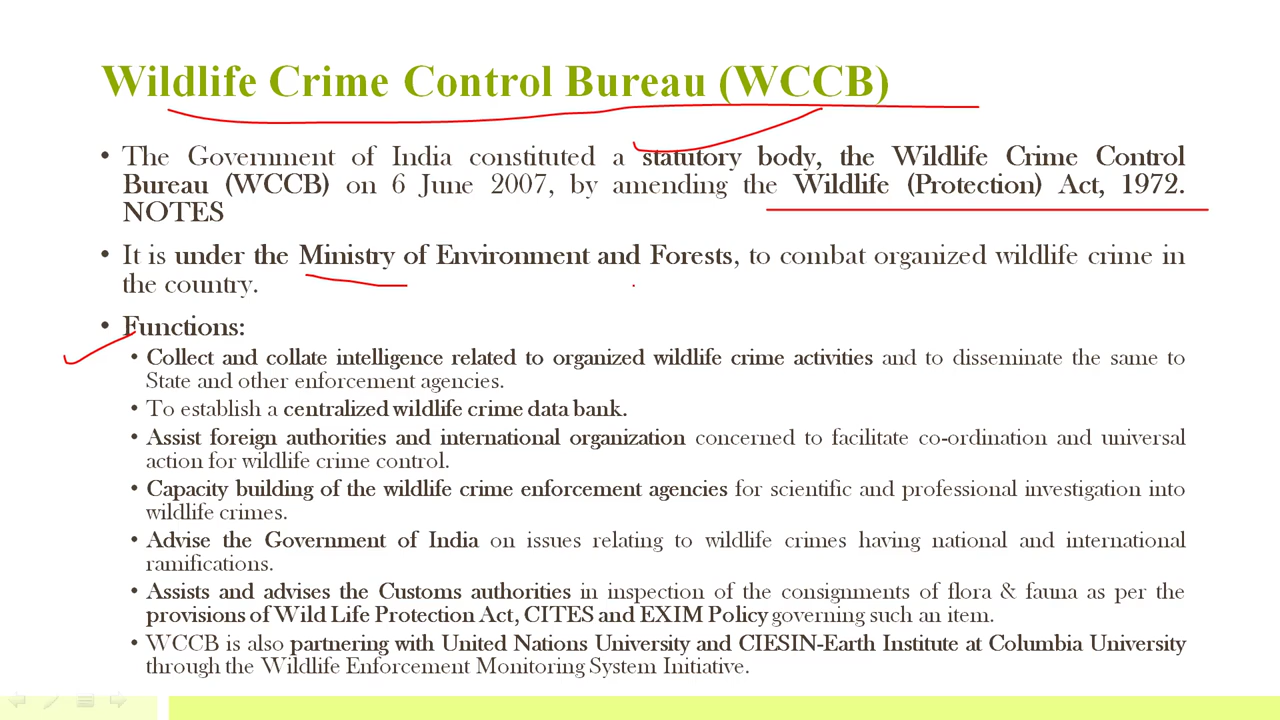 Wildlife Crime Control Bureau (WCCB)
• The Government of India constituted a statutory body, the Wildlife Crime Control
Bureau (WCCB) on 6 June 2007, by amending the Wildlife (Protection) Act, 1972.
NOTES
• It is under the Ministry of Environment and Forests, to combat organized wildlife crime in
the country.
• Functions:
• Collect and collate intelligence related to organized wildlife crime activities and to disseminate the same to
State and other enforcement agencies.
• To establish a centralized wildlife crime data bank.
• Assist foreign authorities and international organization concerned to facilitate co-ordination and universal
action for wildlife crime control.
• Capacity building of the wildlife crime enforcement agencies for scientific and professional investigation into
wildlife crimes.
• Advise the Government of India on issues relating to wildlife crimes having national and international
ramifications.
• Assists and advises the Customs authorities in inspection of the consignments of flora & fauna as per the
provisions of Wild Life Protection Act, CITES and EXIM Policy governing such an item.
• WCCB is also partnering with United Nations University and CIESIN-Earth Institute at Columbia University
through the Wildlife Enforcement Monitoring System Initiative.